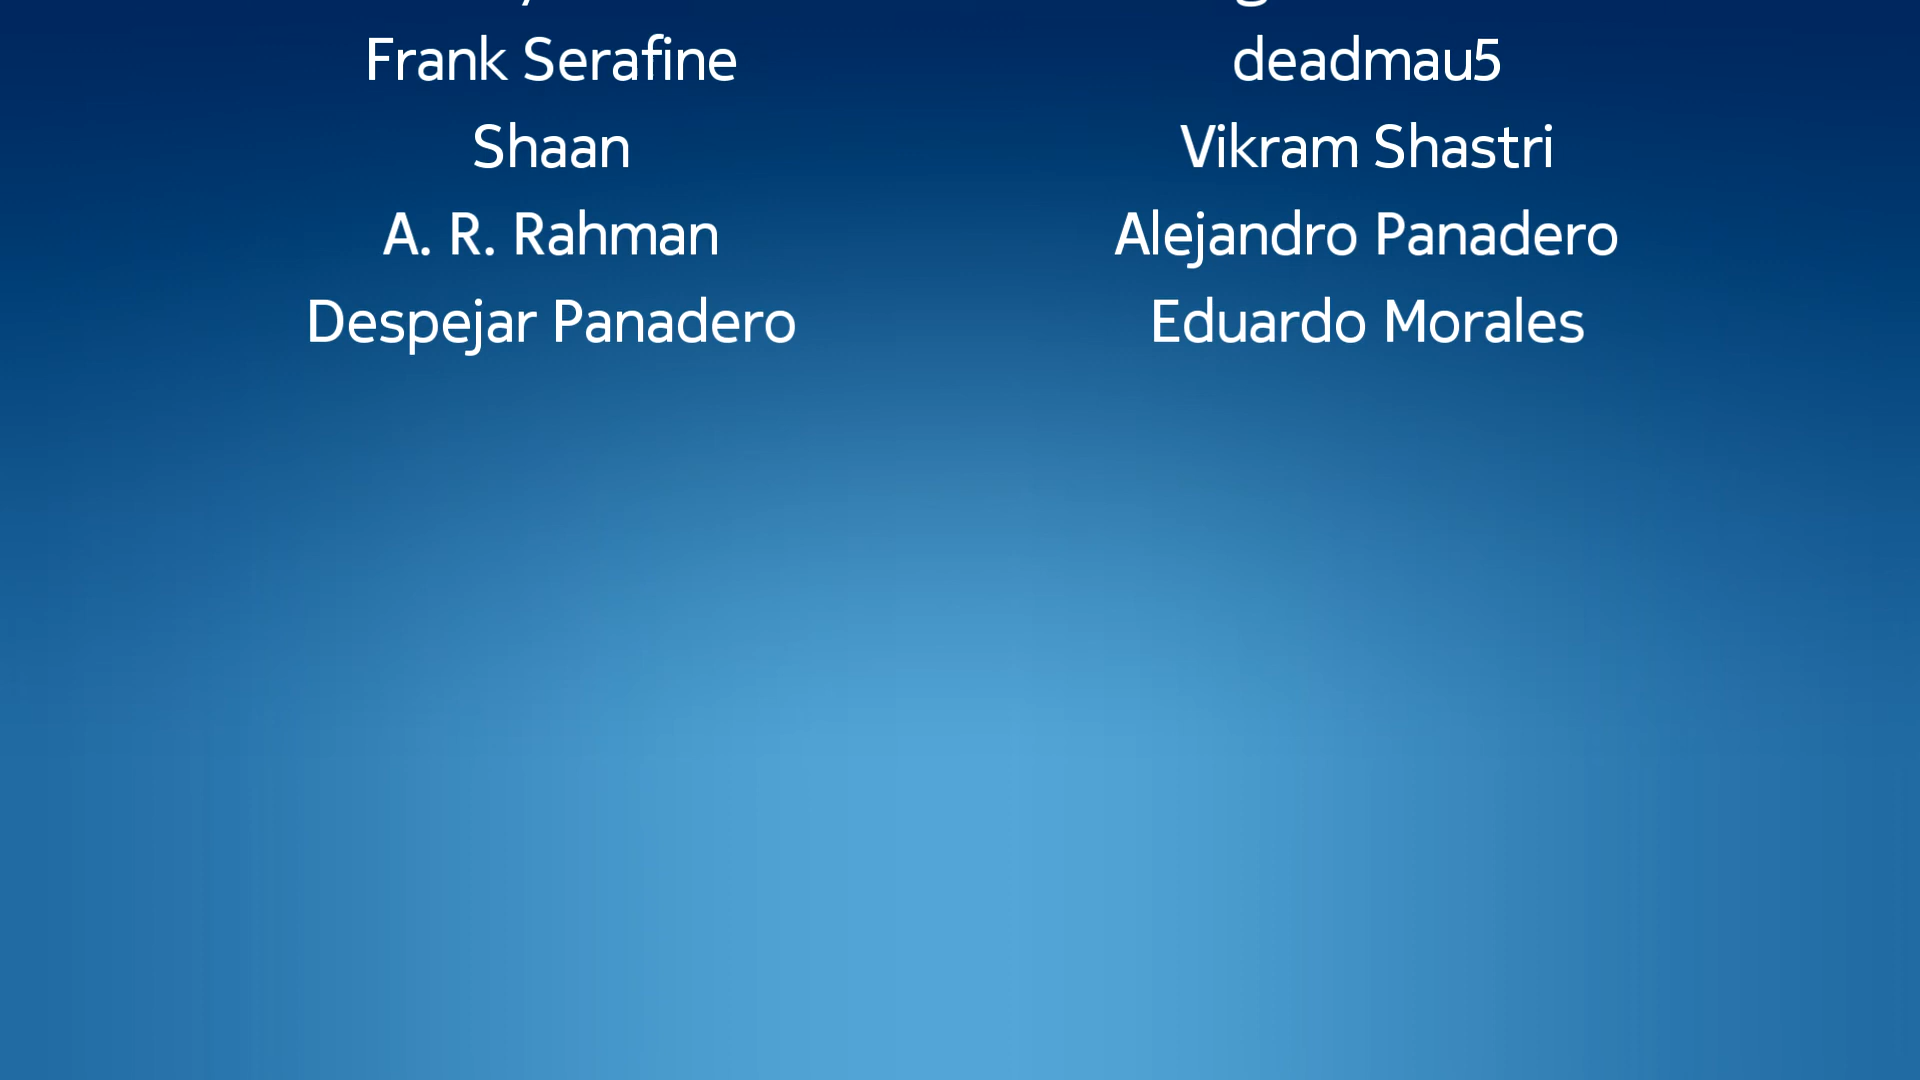 Frank Serafine
deadmau5
Shaan
Vikram Shastri
A. R. Rahman
Alejandro Panadero
Despejar Panadero
Eduardo Morales